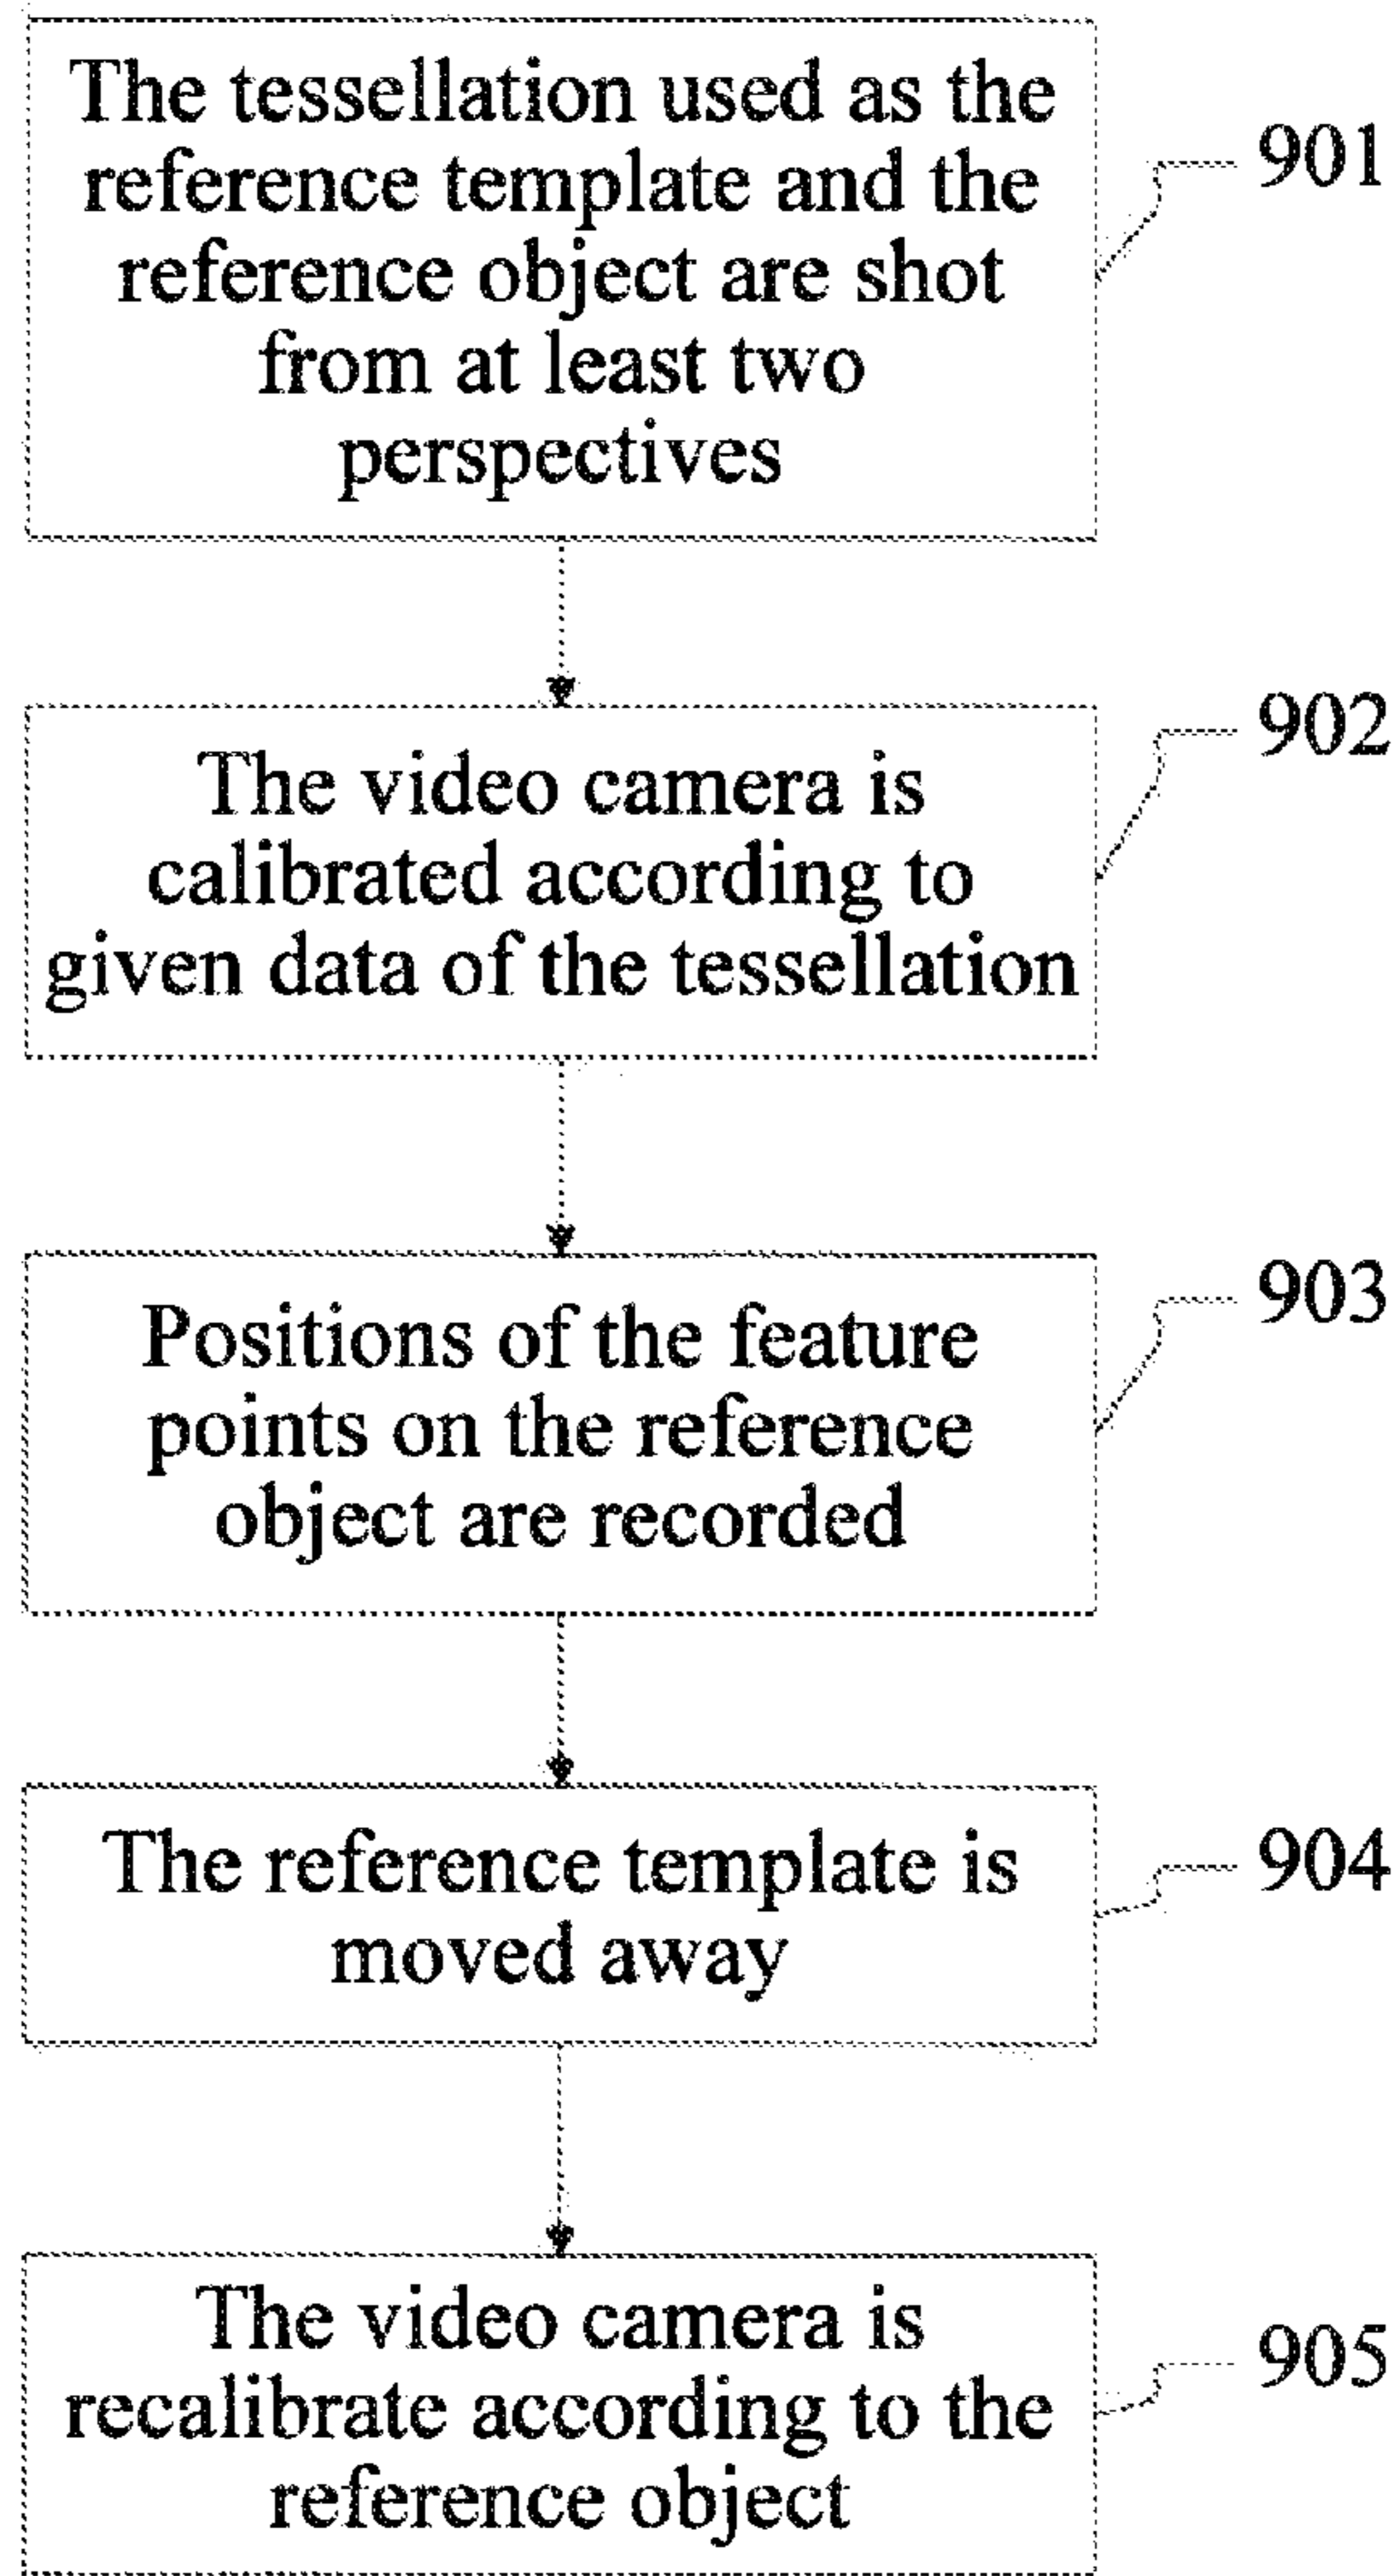 The tessellation used as the
reference template and the
reference object are shot
from at least two
perspectives
901
The video camera is
calibrated according to
given data of the tessellation
902
Positions of the feature
points on the reference
object are recorded
903
The reference template is
moved away
904
The video camera is
recalibrate according to the
reference object
905